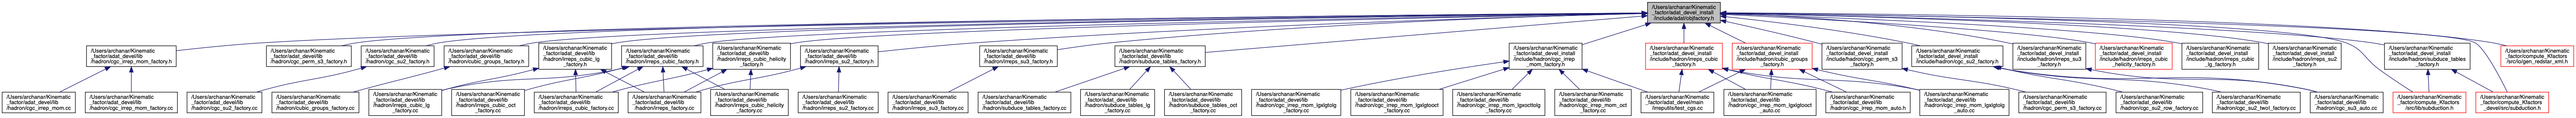 /Users/archanar/Kinematic
_factor/adat_devel_install
/include/adat/objfactory.h
/Users/archanar/Kinematic
_factor/adat_devel/lib
/hadron/cgc_irrep_mom_factory.h
/Users/archanar/Kinematic
_factor/adat_devel/lib
/hadron/cgc_perm_s3_factory.h
/Users/archanar/Kinematic
_factor/adat_devel/lib
/hadron/cgc_su2_factory.h
/Users/archanar/Kinematic
_factor/adat_devel/lib
/hadron/cubic_groups_factory.h
/Users/archanar/Kinematic
_factor/adat_devel/lib
/hadron/irreps_cubic_lg
_factory.h
/Users/archanar/Kinematic
_factor/adat_devel/lib
/hadron/irreps_cubic_factory.h
/Users/archanar/Kinematic
_factor/adat_devel/lib
/hadron/irreps_cubic_helicity
_factory.h
/Users/archanar/Kinematic
_factor/adat_devel/lib
/hadron/irreps_su2_factory.h
/Users/archanar/Kinematic
_factor/adat_devel/lib
/hadron/irreps_su3_factory.h
/Users/archanar/Kinematic
_factor/adat_devel/lib
/hadron/subduce_tables_factory.h
/Users/archanar/Kinematic
_factor/adat_devel_install
/include/hadron/cgc_irrep
_mom_factory.h
/Users/archanar/Kinematic
_factor/adat_devel_install
/include/hadron/irreps_cubic
_factory.h
/Users/archanar/Kinematic
_factor/adat_devel_install
/include/hadron/cubic_groups
_factory.h
/Users/archanar/Kinematic
_factor/adat_devel_install
/include/hadron/cgc_perm_s3
_factory.h
/Users/archanar/Kinematic
_factor/adat_devel_install
/include/hadron/cgc_su2_factory.h
/Users/archanar/Kinematic
_factor/adat_devel_install
/include/hadron/irreps_su3
_factory.h
/Users/archanar/Kinematic
_factor/adat_devel_install
/include/hadron/irreps_cubic
_helicity_factory.h
/Users/archanar/Kinematic
_factor/adat_devel_install
/include/hadron/irreps_cubic
_lg_factory.h
/Users/archanar/Kinematic
_factor/adat_devel_install
/include/hadron/irreps_su2
_factory.h
/Users/archanar/Kinematic
_factor/adat_devel_install
/include/hadron/subduce_tables
_factory.h
/Users/archanar/Kinematic
_factor/compute_Kfactors
/src/io/gen_redstar_xml.h
/Users/archanar/Kinematic
_factor/adat_devel/lib
/hadron/cgc_irrep_mom.cc
/Users/archanar/Kinematic
_factor/adat_devel/lib
/hadron/cgc_irrep_mom_factory.cc
/Users/archanar/Kinematic
_factor/adat_devel/lib
/hadron/cgc_su2_factory.cc
/Users/archanar/Kinematic
_factor/adat_devel/lib
/hadron/cubic_groups_factory.cc
/Users/archanar/Kinematic
_factor/adat_devel/lib
/hadron/irreps_cubic_lg
_factory.cc
/Users/archanar/Kinematic
_factor/adat_devel/lib
/hadron/irreps_cubic_oct
_factory.cc
/Users/archanar/Kinematic
_factor/adat_devel/lib
/hadron/irreps_cubic_factory.cc
/Users/archanar/Kinematic
_factor/adat_devel/lib
/hadron/irreps_factory.cc
/Users/archanar/Kinematic
_factor/adat_devel/lib
/hadron/irreps_cubic_helicity
_factory.cc
/Users/archanar/Kinematic
_factor/adat_devel/lib
/hadron/irreps_su2_factory.cc
/Users/archanar/Kinematic
_factor/adat_devel/lib
/hadron/irreps_su3_factory.cc
/Users/archanar/Kinematic
_factor/adat_devel/lib
/hadron/subduce_tables_factory.cc
/Users/archanar/Kinematic
_factor/adat_devel/lib
/hadron/subduce_tables_lg
_factory.cc
/Users/archanar/Kinematic
_factor/adat_devel/lib
/hadron/subduce_tables_oct
_factory.cc
/Users/archanar/Kinematic
_factor/adat_devel/lib
/hadron/cgc_irrep_mom_lgxlgtolg
_factory.cc
/Users/archanar/Kinematic
_factor/adat_devel/lib
/hadron/cgc_irrep_mom_lgxlgtooct
_factory.cc
/Users/archanar/Kinematic
_factor/adat_devel/lib
/hadron/cgc_irrep_mom_lgxocttolg
_factory.cc
/Users/archanar/Kinematic
_factor/adat_devel/lib
/hadron/cgc_irrep_mom_oct
_factory.cc
/Users/archanar/Kinematic
_factor/adat_devel/main
/irreputils/test_cgs.cc
/Users/archanar/Kinematic
_factor/adat_devel/lib
/hadron/cgc_irrep_mom_lgxlgtooct
_auto.cc
/Users/archanar/Kinematic
_factor/adat_devel/lib
/hadron/cgc_irrep_mom_auto.h
/Users/archanar/Kinematic
_factor/adat_devel/lib
/hadron/cgc_irrep_mom_lgxlgtolg
_auto.cc
/Users/archanar/Kinematic
_factor/adat_devel/lib
/hadron/cgc_perm_s3_factory.cc
/Users/archanar/Kinematic
_factor/adat_devel/lib
/hadron/cgc_su2_row_factory.cc
/Users/archanar/Kinematic
_factor/adat_devel/lib
/hadron/cgc_su2_twoI_factory.cc
/Users/archanar/Kinematic
_factor/adat_devel/lib
/hadron/cgc_su3_auto.cc
/Users/archanar/Kinematic
_factor/compute_Kfactors
/src/lib/subduction.h
/Users/archanar/Kinematic
_factor/compute_Kfactors
_devel/src/subduction.h